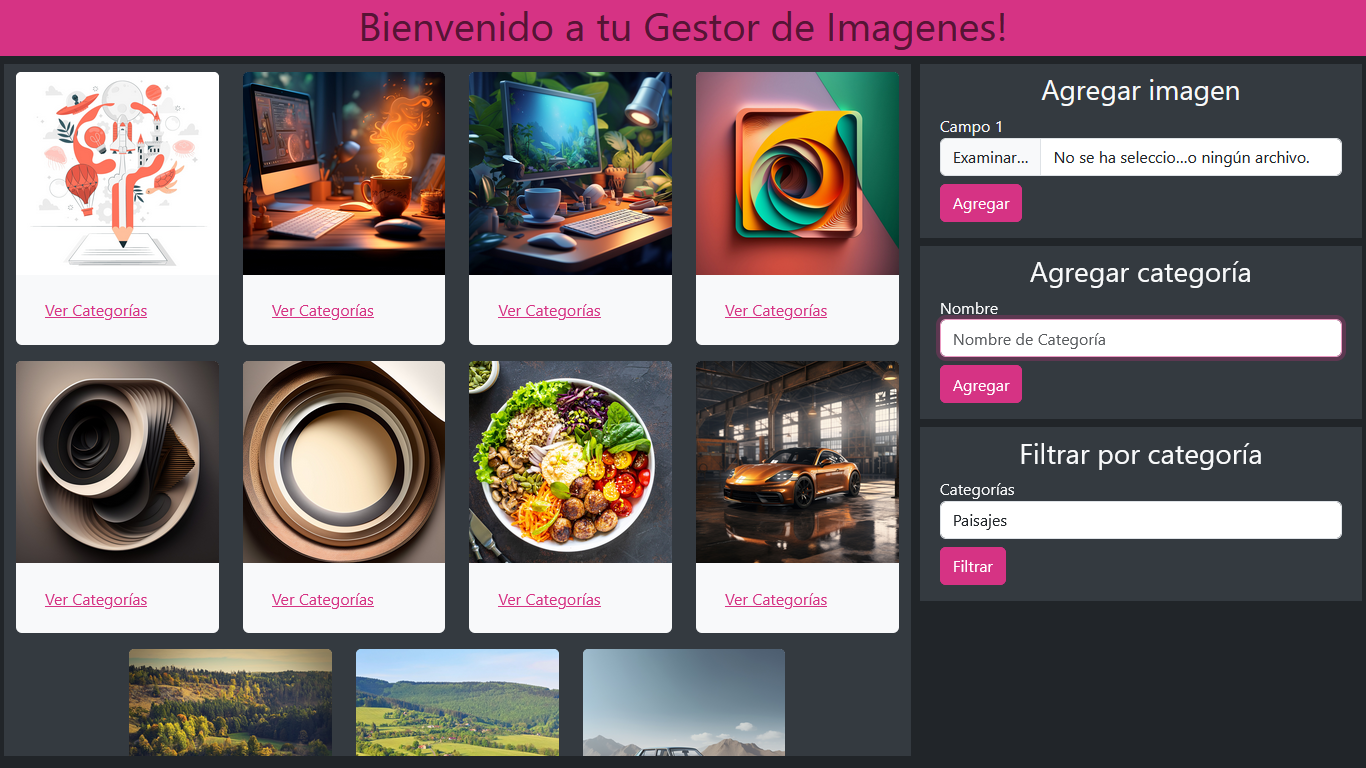 Bienvenido a tu Gestor de Imagenes!
Ver Categorías
Ver Categorías
Ver Categorías
Ver Categorías
Ver Categorías
Ver Categorías
Ver Categorías
Ver Categorías
Agregar imagen
Campo 1
Examinar... No se ha seleccio...o ningún archivo.
Agregar
Agregar categoría
Nombre
Nombre de Categoría
Agregar
Filtrar por categoría
Categorías
Paisajes
Filtrar